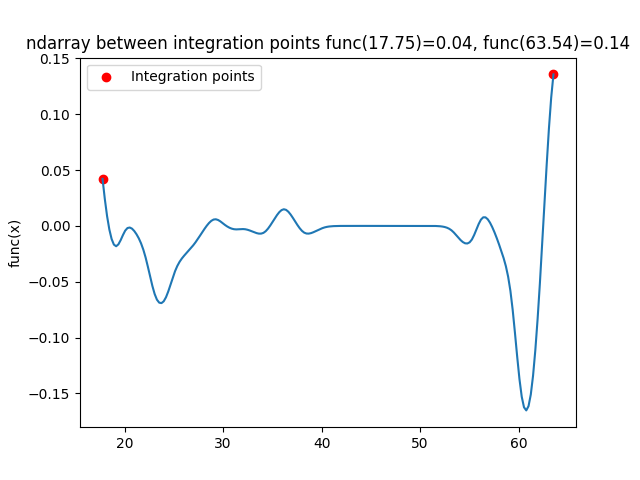 ndarray between integration points func(17.75)=0.04, func(63.54)=0.14
Integration points
func(x)
0.15
0.10
0.05
0.00
−0.05
−0.10
−0.15
20 30 40 50 60